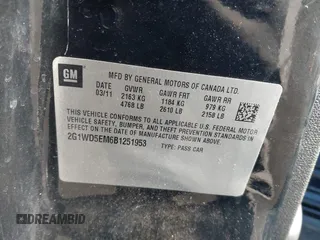 GM
MFD BY GENERAL MOTORS OF CANADA LTD.
DATE GVWR GAWR FRT GAWR RR
03/11 2163 KG 1184 KG 979 KG
4768 LB 2610 LB 2158 LB
THIS VEHICLE CONFORMS TO ALL APPLICABLE U.S. FEDERAL MOTOR
VEHICLE SAFETY, BUMPER, AND THEFT PREVENTION STANDARDS
IN EFFECT ON THE DATE OF MANUFACTURE SHOWN ABOVE.
2G1WD5EM6B1251953
TYPE: PASS CAR
AUTOBIDMASTER